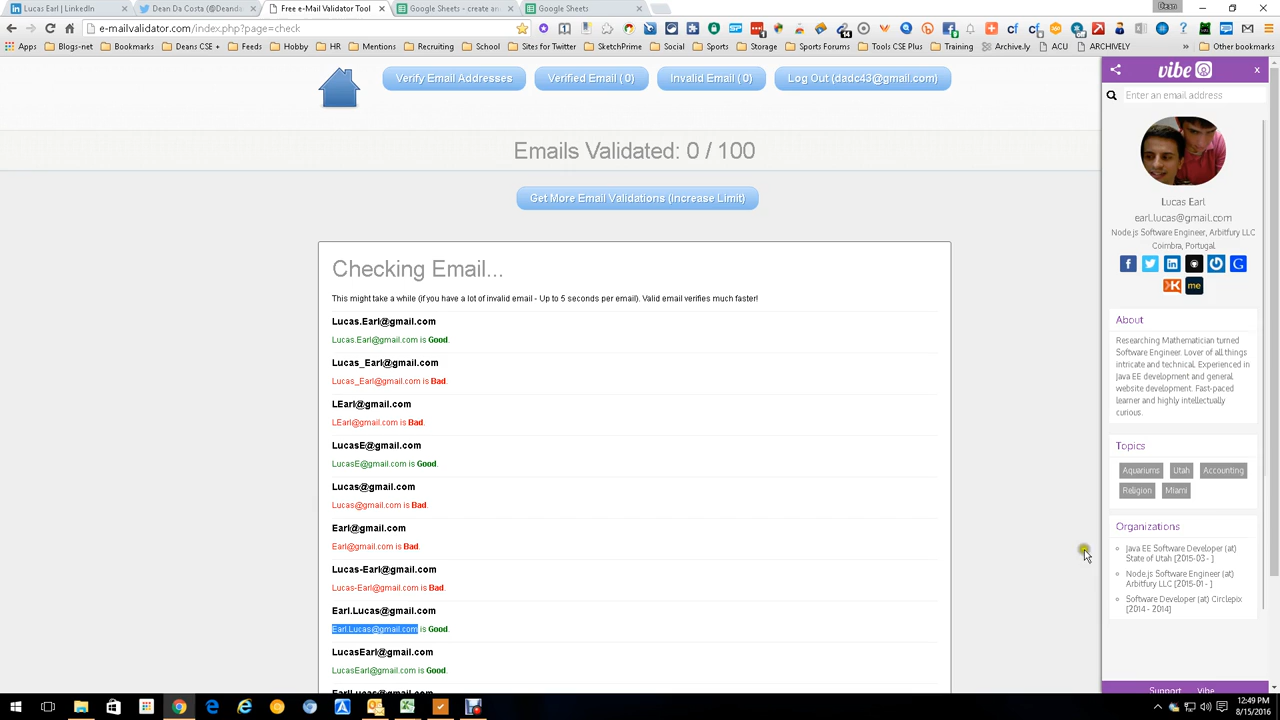 Lucas Earl | LinkedIn
Dean Da Costa (@Deand
Free e-Mail Validator Tool
Google Sheets - create an
Google Sheets
Dean
e-mailvalidator.com/index.php?page=check
Apps
Blogs-net
Bookmarks
Deans CSE +
Feeds
Hobby
HR
Mentions
Recruiting
School
Sites for Twitter
SketchPrime
Social
Sports
Storage
Sports Forums
Tools CSE Plus
Training
Archive.ly
ACU
ARCHIVELY
Other bookmarks
Verify Email Addresses
Verified Email ( 0)
Invalid Email ( 0)
Log Out (dadc43@gmail.com)
Emails Validated: 0 / 100
Get More Email Validations (Increase Limit)
Checking Email...
This might take a while (if you have a lot of invalid email - Up to 5 seconds per email). Valid email verifies much faster!
Lucas.Earl@gmail.com
Lucas.Earl@gmail.com is Good.
Lucas_Earl@gmail.com
Lucas_Earl@gmail.com is Bad.
LEarl@gmail.com
LEarl@gmail.com is Bad.
LucasE@gmail.com
LucasE@gmail.com is Good.
Lucas@gmail.com
Lucas@gmail.com is Bad.
Earl@gmail.com
Earl@gmail.com is Bad.
Lucas-Earl@gmail.com
Lucas-Earl@gmail.com is Bad.
Earl.Lucas@gmail.com
Earl.Lucas@gmail.com is Good.
LucasEarl@gmail.com
LucasEarl@gmail.com is Good.
EarlLucas@gmail.com
vibe
x
Enter an email address
Lucas Earl
earl.lucas@gmail.com
Node.js Software Engineer, Arbitfury LLC
Coimbra, Portugal
me
About
Researching Mathematician turned
Software Engineer. Lover of all things
intricate and technical. Experienced in
Java EE development and general
website development. Fast-paced
learner and highly intellectually
curious.
Topics
Aquariums
Utah
Accounting
Religion
Miami
Organizations
Java EE Software Developer (at)
State of Utah [2015-03 - ]
Node.js Software Engineer (at)
Arbitfury LLC [2015-01 - ]
Software Developer (at) Circlepix
[2014 - 2014]
Support
Vibe
12:49 PM
8/15/2016